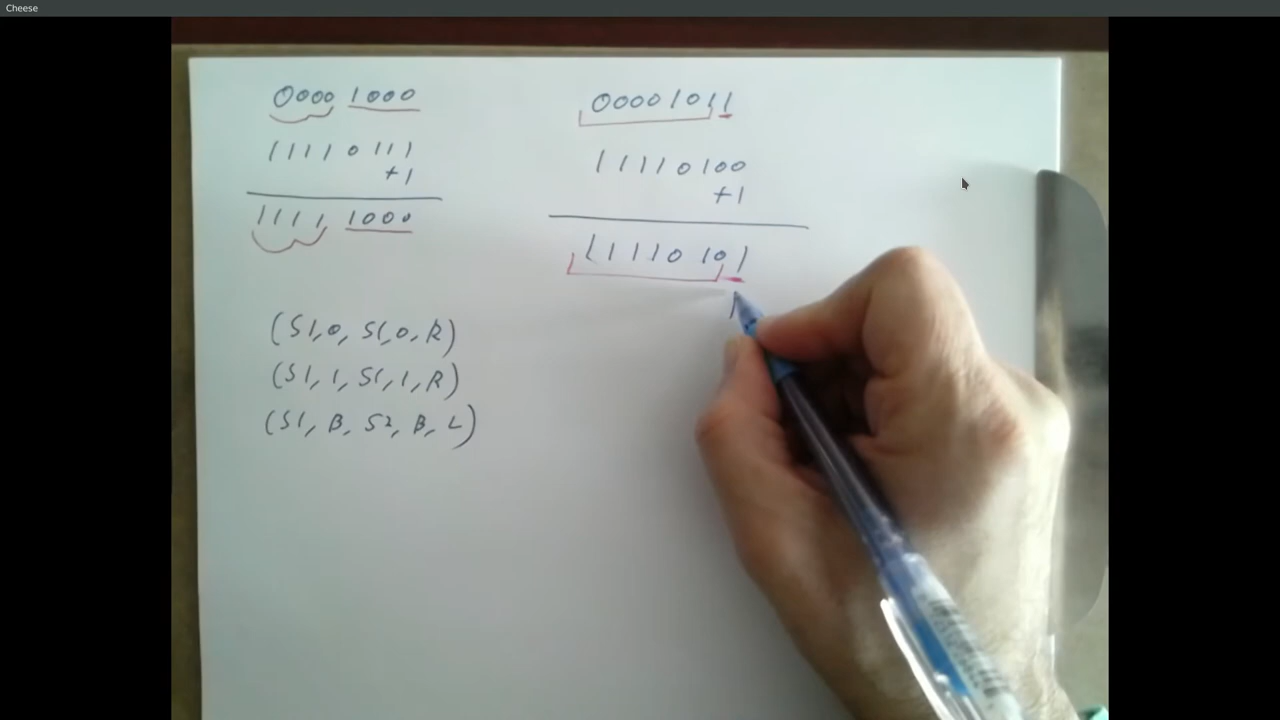 Cheese
0000 1000
11110111
+1
1111 1000
00001011
11110100
+1
11110101
(S1,0, S1,0,R)
(S1, 1, S1, 1,R)
(S1, B, S2, B, L)